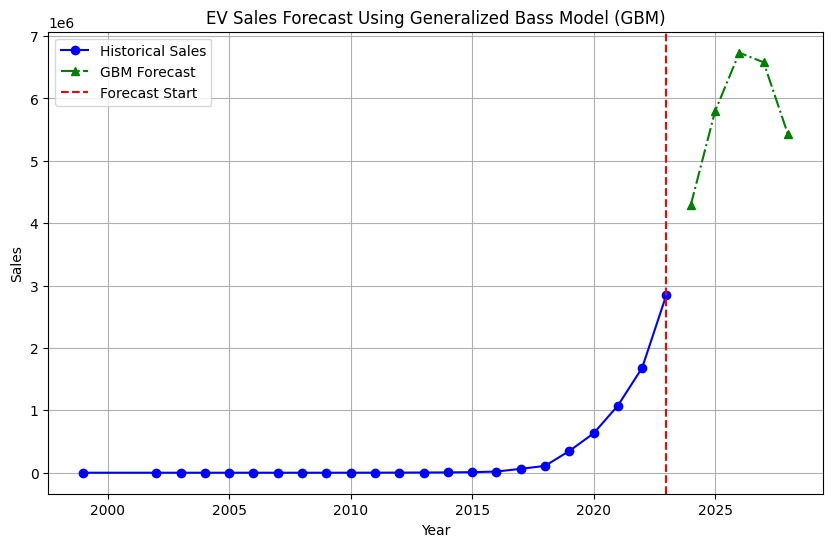 EV Sales Forecast Using Generalized Bass Model (GBM)
1e6
Historical Sales
GBM Forecast
Forecast Start
7
6
5
4
3
2
1
0
Sales
2000 2005 2010 2015 2020 2025
Year